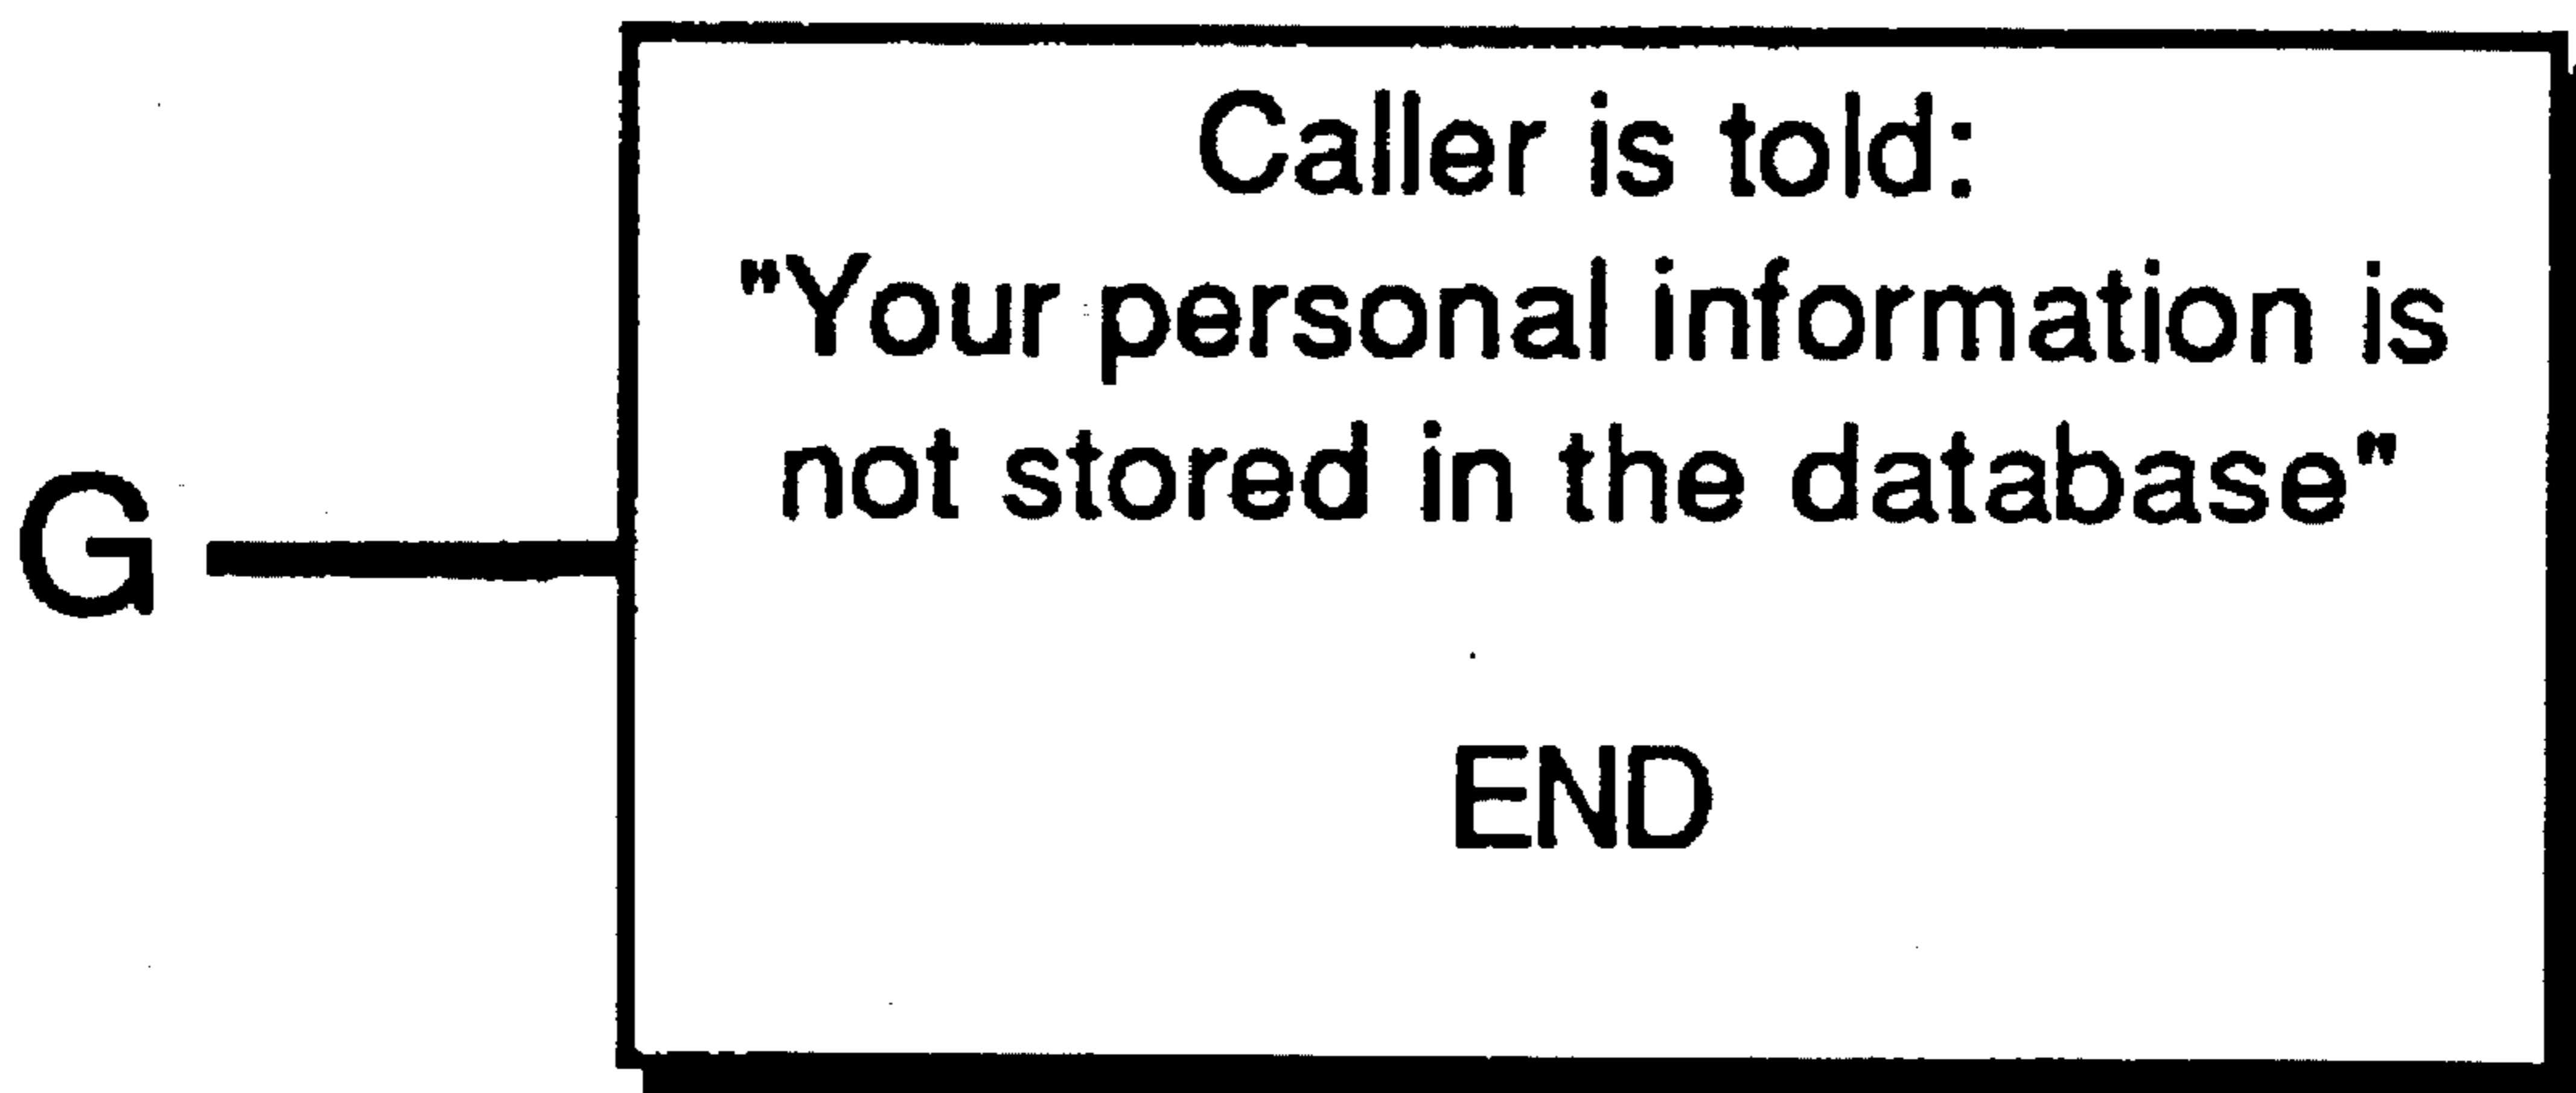 Caller is told:
"Your personal information is
not stored in the database"
G
END